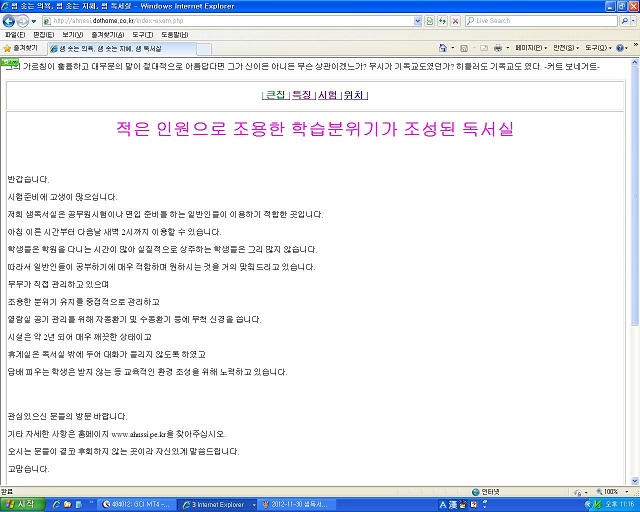 샘 솟는 의욕, 샘 솟는 지혜, 샘 독서실 - Windows Internet Explorer
http://ahnssi.dothome.co.kr/index-exam.php
Live Search
파일(F) 편집(E) 보기(V) 즐겨찾기(A) 도구(T) 도움말(H)
즐겨찾기 샘 솟는 의욕, 샘 솟는 지혜, 샘 독서실
페이지(P) 안전(S) 도구(O)
그의 가르침이 훌륭하고 대부분의 말이 절대적으로 아름답다면 그가 신이든 아니든 무슨 상관이겠는가? 무사가 기독교도였던가? 히틀러도 기독교도 였다. -커트 보네거트-
| 큰집 | 특징 | 시험 | 위치 |
적은 인원으로 조용한 학습분위기가 조성된 독서실
반갑습니다.
시험준비에 고생이 많으십니다.
저희 샘독서실은 공무원시험이나 편입 준비를 하는 일반인들이 이용하기 적합한 곳입니다.
아침 이른 시간부터 다음날 새벽 2시까지 이용할 수 있습니다.
학생들은 학원을 다니는 시간이 많아 실질적으로 상주하는 학생들은 그리 많지 않습니다.
따라서 일반인들이 공부하기에 매우 적합하며 원하시는 것을 거의 맞춰드리고 있습니다.
부부가 직접 관리하고 있으며
조용한 분위기 유지를 중점적으로 관리하고
열람실 공기 관리를 위해 자동환기 및 수동환기 등에 무척 신경을 씁니다.
시설은 약 2년 되어 매우 깨끗한 상태이고
휴게실은 독서실 밖에 두어 대화가 들리지 않도록 하였고
담배 피우는 학생은 받지 않는 등 교육적인 환경 조성을 위해 노력하고 있습니다.
관심있으신 분들의 방문 바랍니다.
기타 자세한 사항은 홈페이지 www.ahnssi.pe.kr을 찾아주십시오.
오시는 분들이 결코 후회하지 않는 곳이라 자신있게 말씀드립니다.
고맙습니다.
완료 인터넷 100%
시작 464012: GCI MT4 -... 3 Internet Explorer 2012-11-30 샘독서... A 漢 오후 11:16